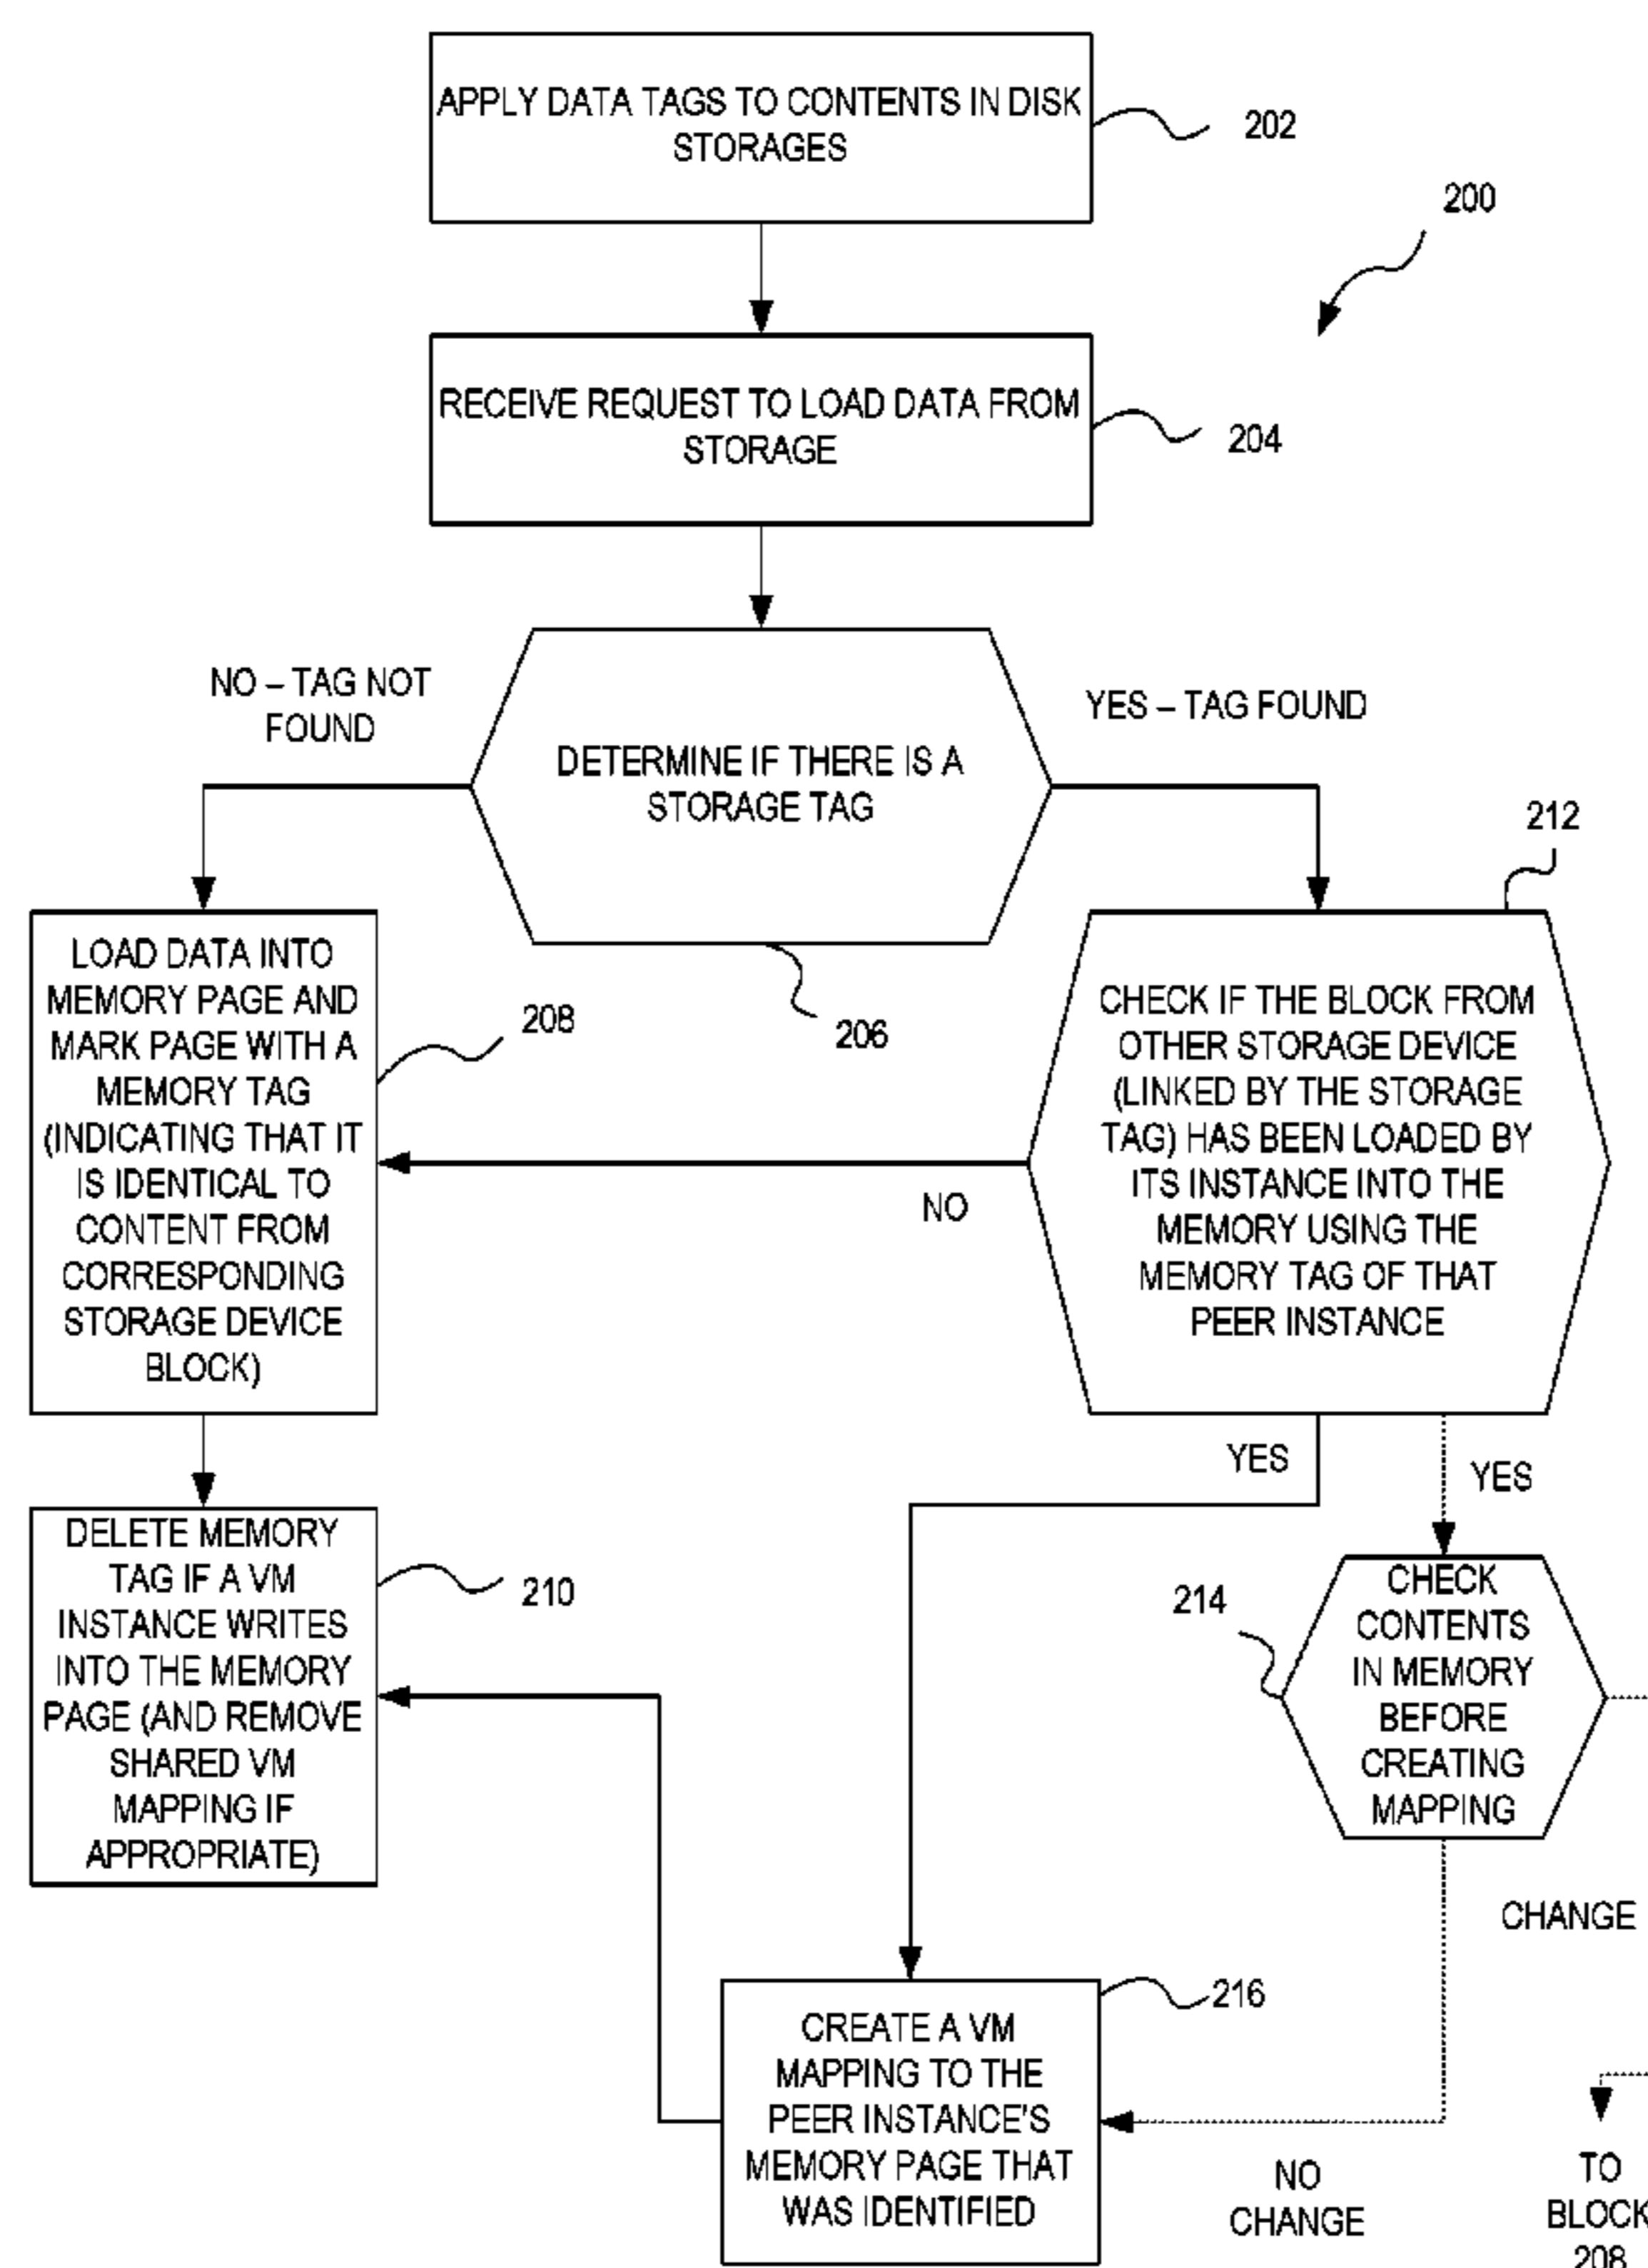 APPLY DATA TAGS TO CONTENTS IN DISK
STORAGES
202
200
RECEIVE REQUEST TO LOAD DATA FROM
STORAGE
204
NO – TAG NOT
FOUND
YES – TAG FOUND
DETERMINE IF THERE IS A
STORAGE TAG
206
212
LOAD DATA INTO
MEMORY PAGE AND
MARK PAGE WITH A
MEMORY TAG
(INDICATING THAT IT
IS IDENTICAL TO
CONTENT FROM
CORRESPONDING
STORAGE DEVICE
BLOCK)
208
CHECK IF THE BLOCK FROM
OTHER STORAGE DEVICE
(LINKED BY THE STORAGE
TAG) HAS BEEN LOADED BY
ITS INSTANCE INTO THE
MEMORY USING THE
MEMORY TAG OF THAT
PEER INSTANCE
NO
YES
YES
DELETE MEMORY
TAG IF A VM
INSTANCE WRITES
INTO THE MEMORY
PAGE (AND REMOVE
SHARED VM
MAPPING IF
APPROPRIATE)
210
214
CHECK
CONTENTS
IN MEMORY
BEFORE
CREATING
MAPPING
CHANGE
216
CREATE A VM
MAPPING TO THE
PEER INSTANCE'S
MEMORY PAGE THAT
WAS IDENTIFIED
NO
CHANGE
TO
BLOCK
208